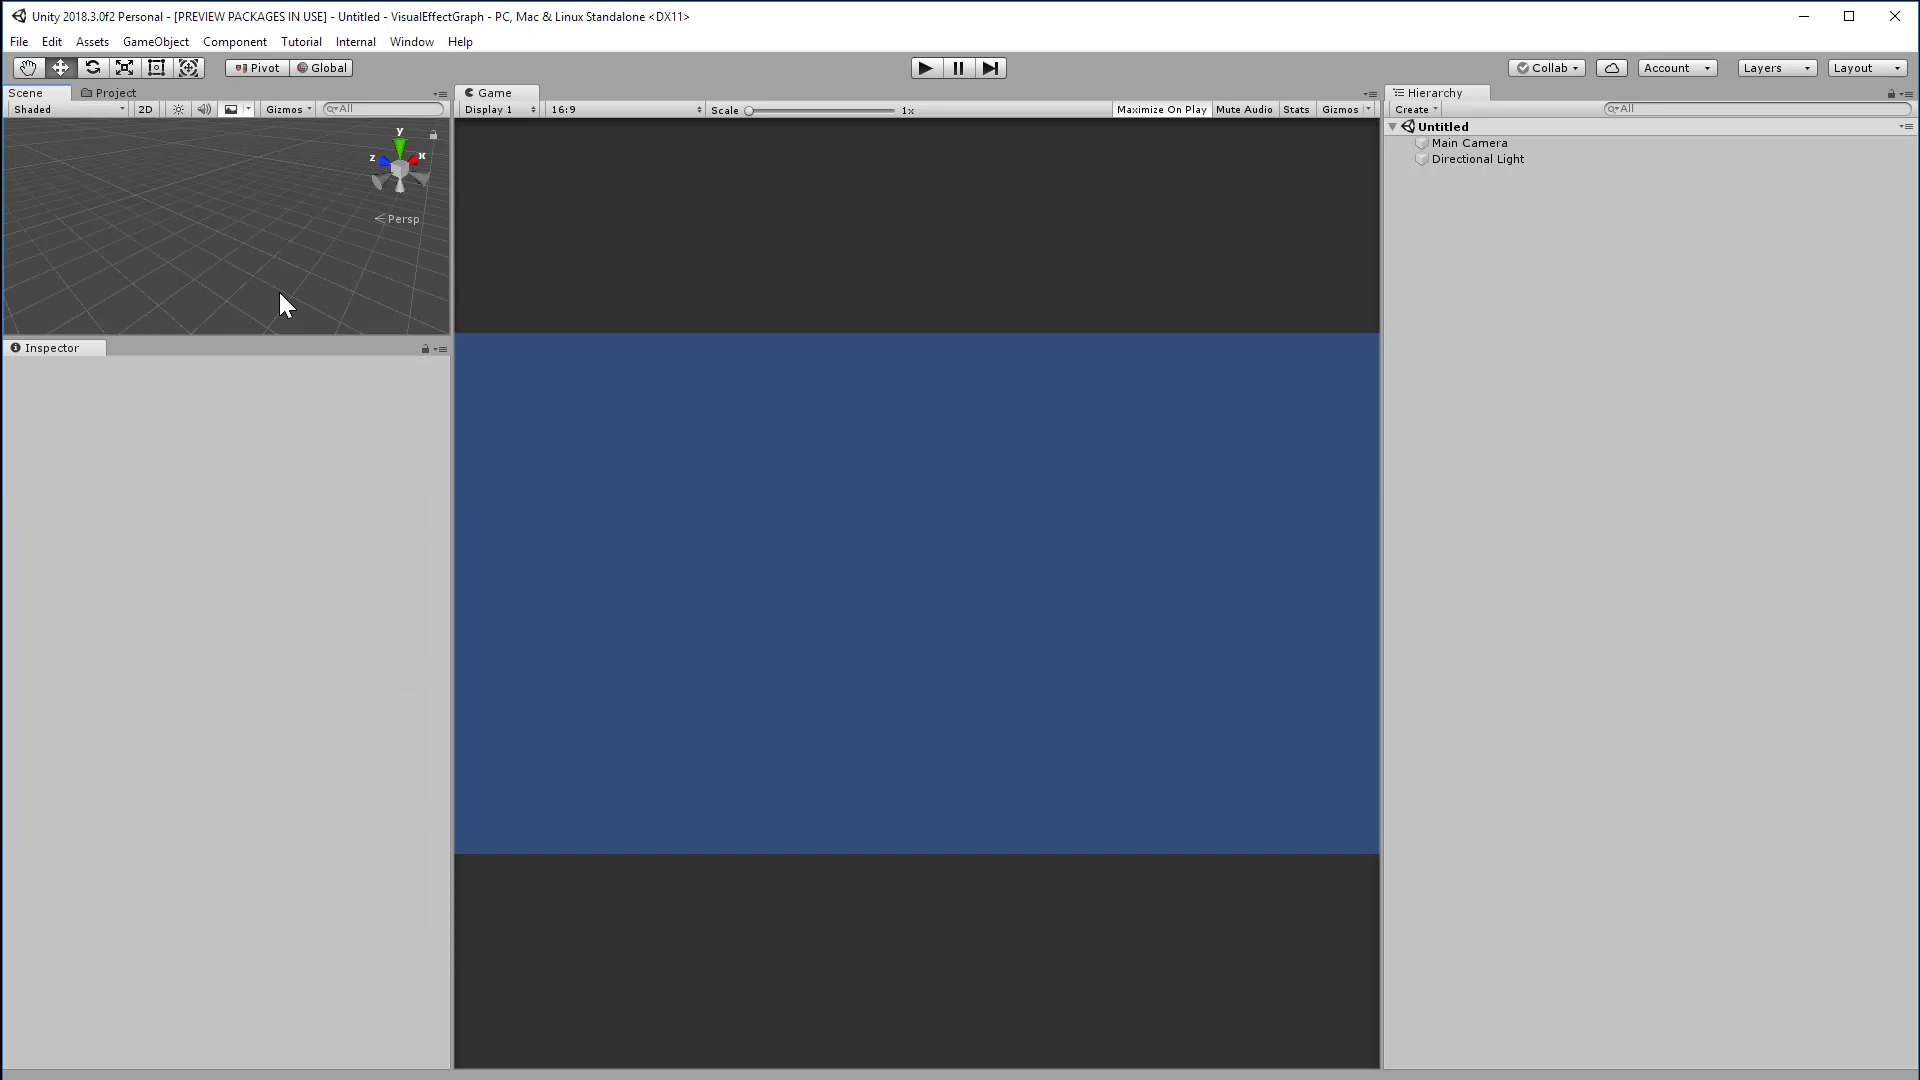 Unity 2018.3.0f2 Personal - [PREVIEW PACKAGES IN USE] - Untitled - VisualEffectGraph - PC, Mac & Linux Standalone <DX11>
File Edit Assets GameObject Component Tutorial Internal Window Help
Pivot Global Collab Account Layers Layout
Scene Project Game Hierarchy
Shaded 2D Gizmos All Display 1 16:9 Scale 1x Maximize On Play Mute Audio Stats Gizmos Create All
Untitled
y
Main Camera
z x
Directional Light
Persp
Inspector